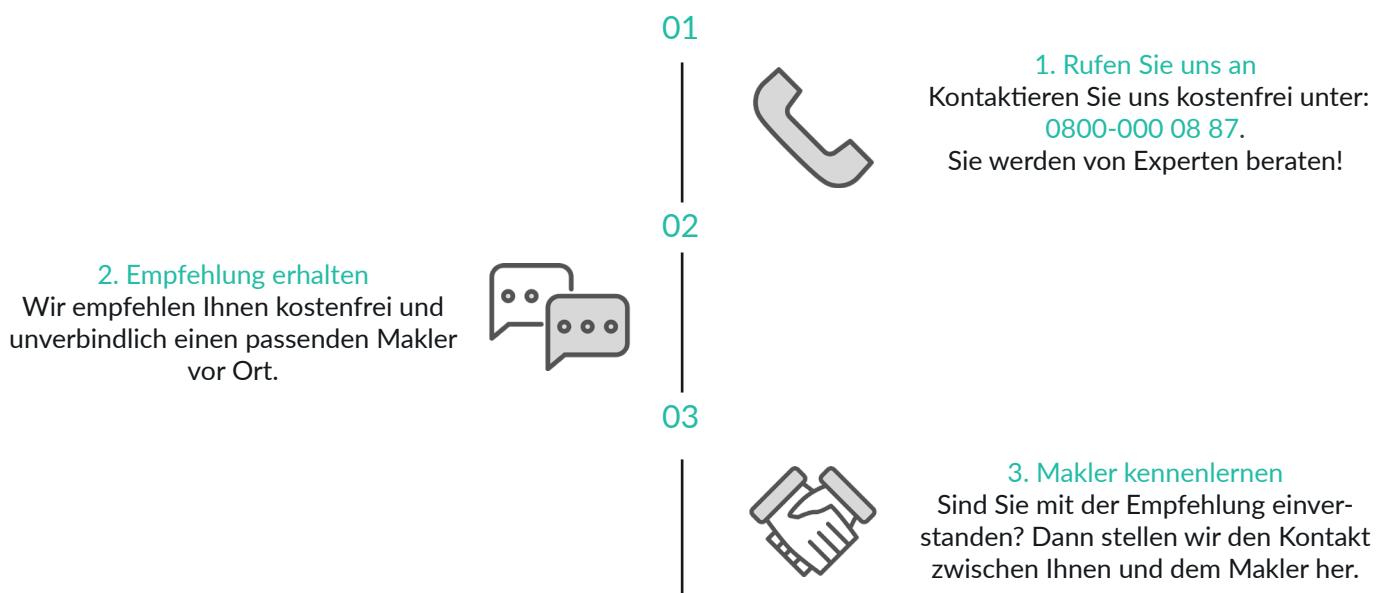 01
1. Rufen Sie uns an
Kontaktieren Sie uns kostenfrei unter:
0800-000 08 87.
Sie werden von Experten beraten!
02
2. Empfehlung erhalten
Wir empfehlen Ihnen kostenfrei und
unverbindlich einen passenden Makler
vor Ort.
03
3. Makler kennenlernen
Sind Sie mit der Empfehlung einver-
standen? Dann stellen wir den Kontakt
zwischen Ihnen und dem Makler her.